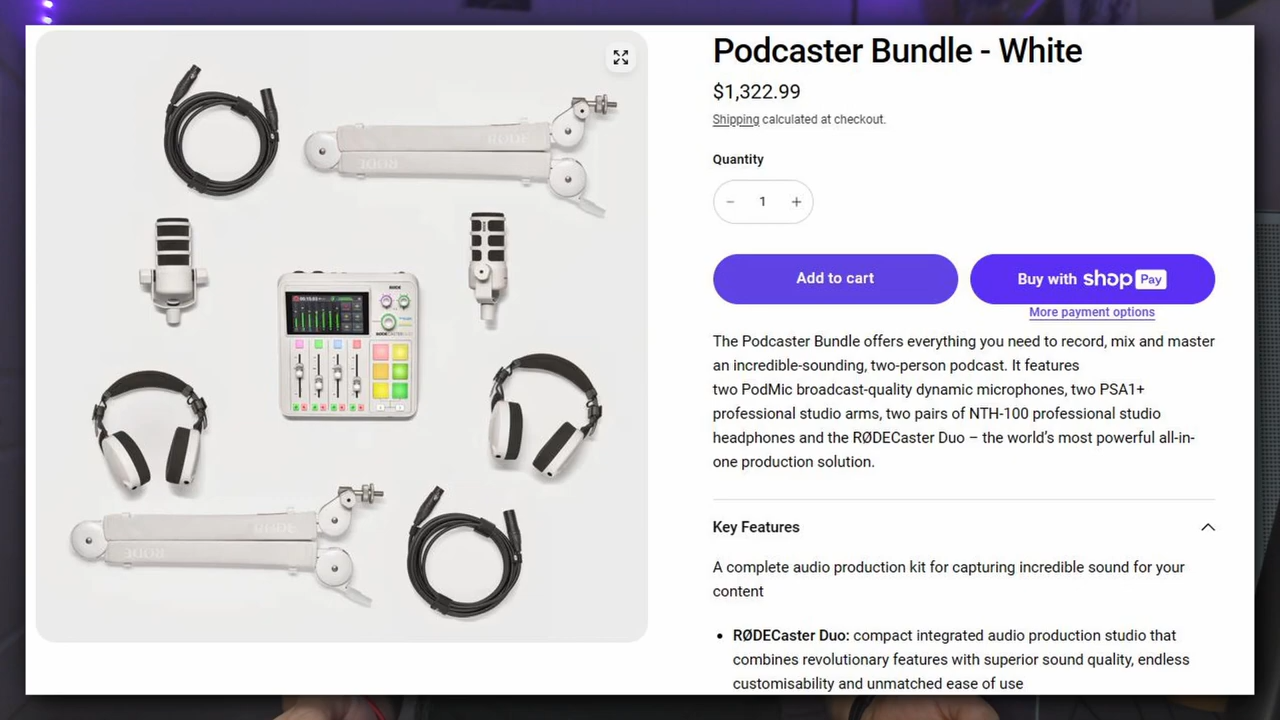 Podcaster Bundle - White
$1,322.99
Shipping calculated at checkout.
Quantity
− 1 +
Add to cart
Buy with shop Pay
More payment options
The Podcaster Bundle offers everything you need to record, mix and master
an incredible-sounding, two-person podcast. It features
two PodMic broadcast-quality dynamic microphones, two PSA1+
professional studio arms, two pairs of NTH-100 professional studio
headphones and the RØDECaster Duo – the world’s most powerful all-in-
one production solution.
Key Features
A complete audio production kit for capturing incredible sound for your
content
• RØDECaster Duo: compact integrated audio production studio that
combines revolutionary features with superior sound quality, endless
customisability and unmatched ease of use
RØDE
RØDE
RØDE
RØDE
RØDE